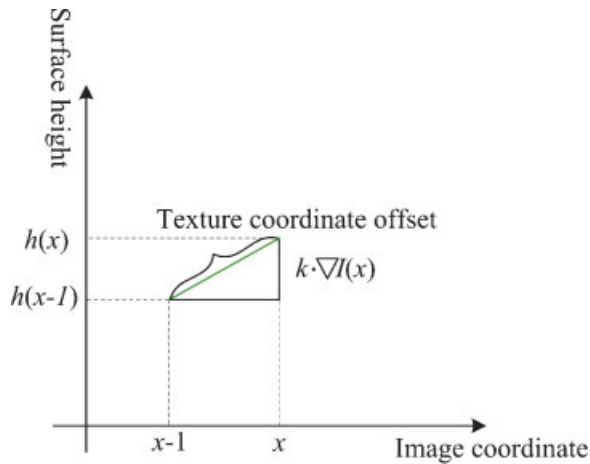 Surface height
Texture coordinate offset
h(x)
k·∇I(x)
h(x-1)
x-1
x
Image coordinate